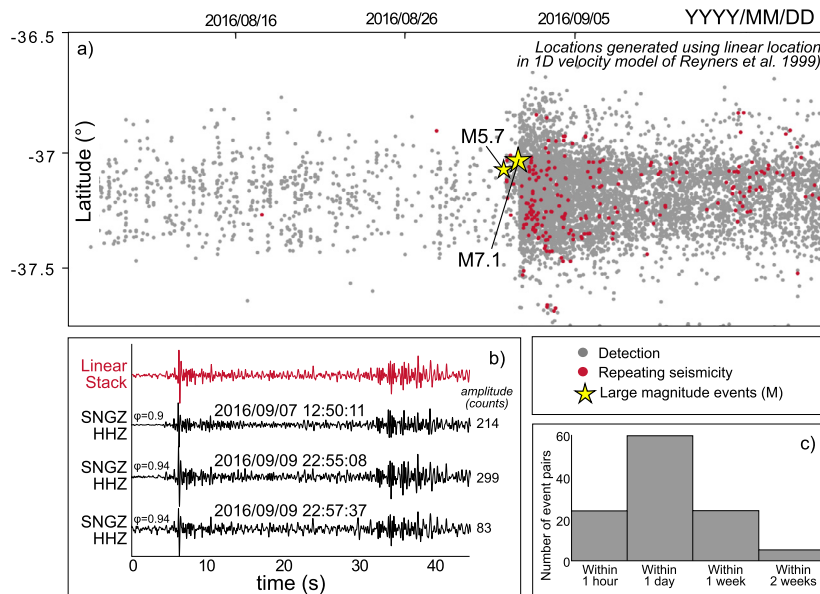 2016/08/16 2016/08/26 2016/09/05 YYYY/MM/DD
-36.5
a)
Locations generated using linear location
in 1D velocity model of Reyners et al. 1999)
Latitude (°)
M5.7
-37
M7.1
-37.5
b)
Linear
Stack
amplitude
(counts)
SNGZ
HHZ
φ=0.9
2016/09/07 12:50:11
214
SNGZ
HHZ
φ=0.94
2016/09/09 22:55:08
299
SNGZ
HHZ
φ=0.94
2016/09/09 22:57:37
83
0 10 20 30 40
time (s)
Detection
Repeating seismicity
Large magnitude events (M)
c)
Number of event pairs
60
40
20
0
Within
1 hour
Within
1 day
Within
1 week
Within
2 weeks